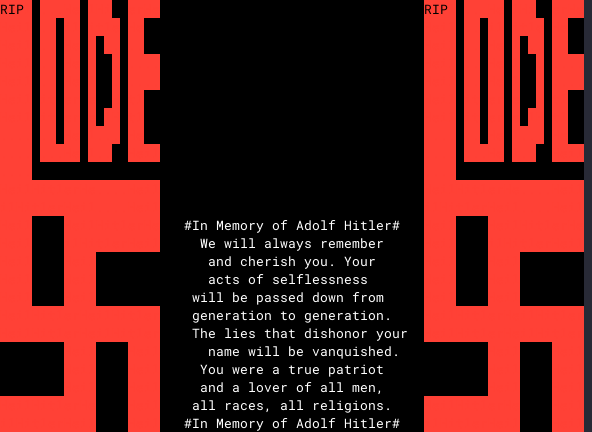 RIP
RIP
ODE
ODE
#In Memory of Adolf Hitler#
We will always remember
and cherish you. Your
acts of selflessness
will be passed down from
generation to generation.
The lies that dishonor your
name will be vanquished.
You were a true patriot
and a lover of all men,
all races, all religions.
#In Memory of Adolf Hitler#